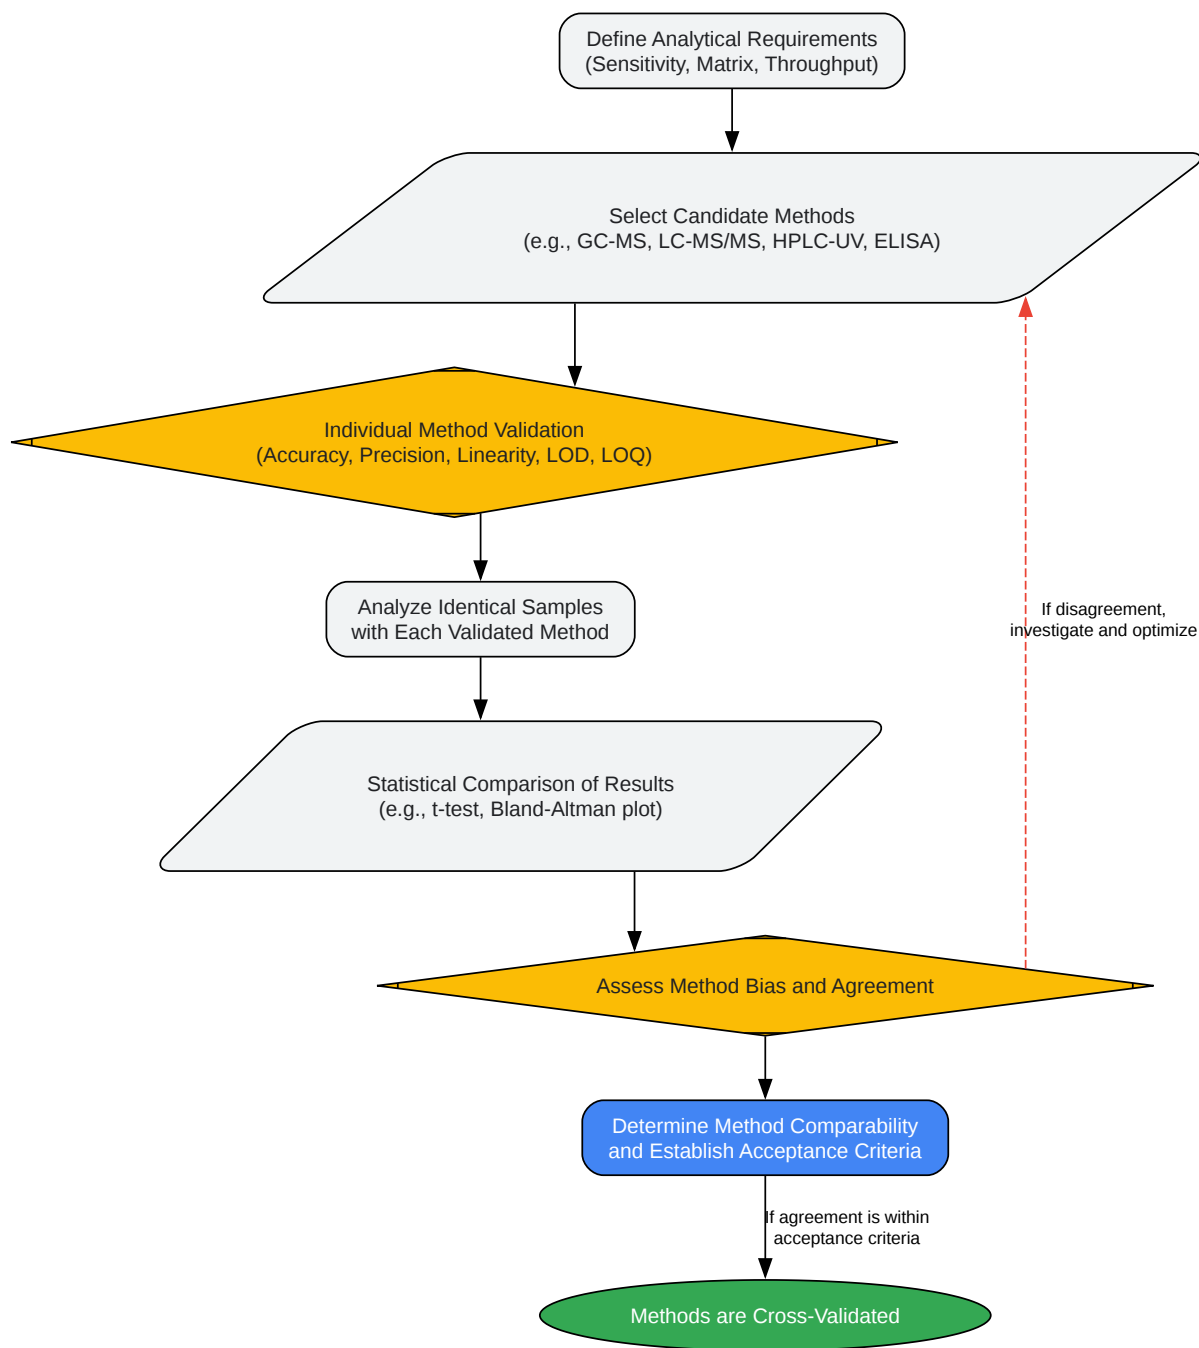 Define Analytical Requirements
(Sensitivity, Matrix, Throughput)
Select Candidate Methods
(e.g., GC-MS, LC-MS/MS, HPLC-UV, ELISA)
Individual Method Validation
(Accuracy, Precision, Linearity, LOD, LOQ)
Analyze Identical Samples
with Each Validated Method
If disagreement,
investigate and optimize
Statistical Comparison of Results
(e.g., t-test, Bland-Altman plot)
Assess Method Bias and Agreement
Determine Method Comparability
and Establish Acceptance Criteria
If agreement is within
acceptance criteria
Methods are Cross-Validated